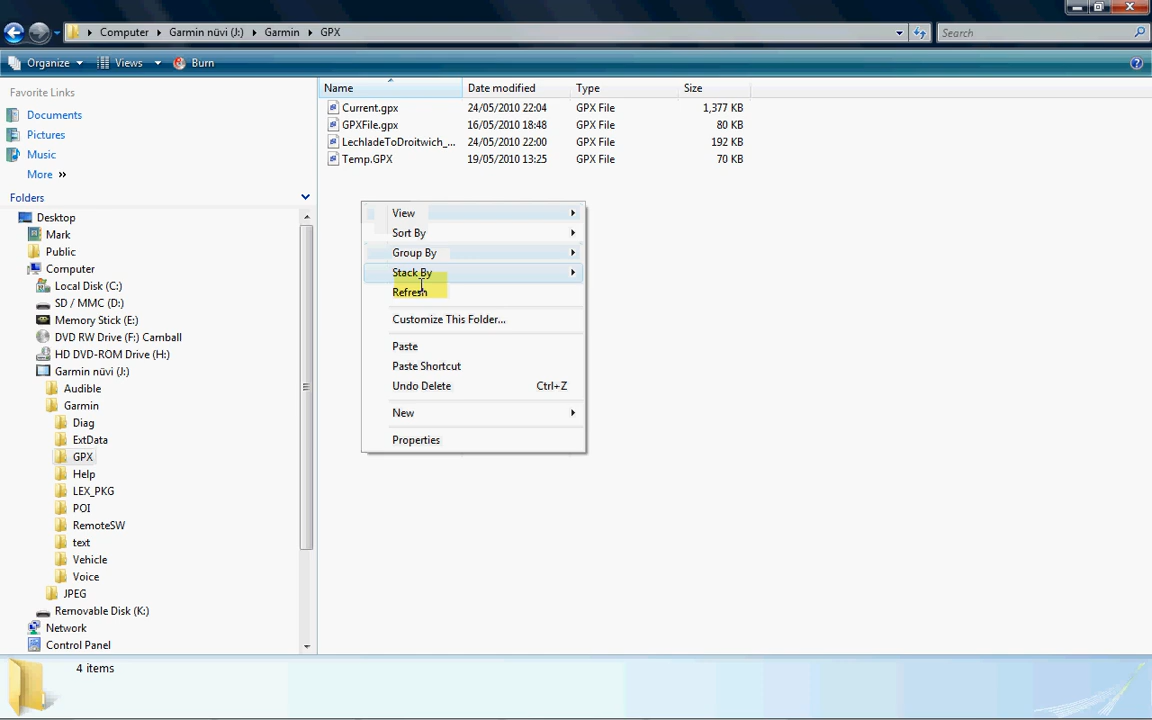 Computer Garmin nüvi (J:) Garmin GPX
Search
Organize Views Burn
Favorite Links
Documents
Pictures
Music
More »
Folders
Desktop
Mark
Public
Computer
Local Disk (C:)
SD / MMC (D:)
Memory Stick (E:)
DVD RW Drive (F:) Carnball
HD DVD-ROM Drive (H:)
Garmin nüvi (J:)
Audible
Garmin
Diag
ExtData
GPX
Help
LEX_PKG
POI
RemoteSW
text
Vehicle
Voice
JPEG
Removable Disk (K:)
Network
Control Panel
Name Date modified Type Size
Current.gpx 24/05/2010 22:04 GPX File 1,377 KB
GPXFile.gpx 16/05/2010 18:48 GPX File 80 KB
LechladeToDroitwich_... 24/05/2010 22:00 GPX File 192 KB
Temp.GPX 19/05/2010 13:25 GPX File 70 KB
View
Sort By
Group By
Stack By
Refresh
Customize This Folder...
Paste
Paste Shortcut
Undo Delete Ctrl+Z
New
Properties
4 items